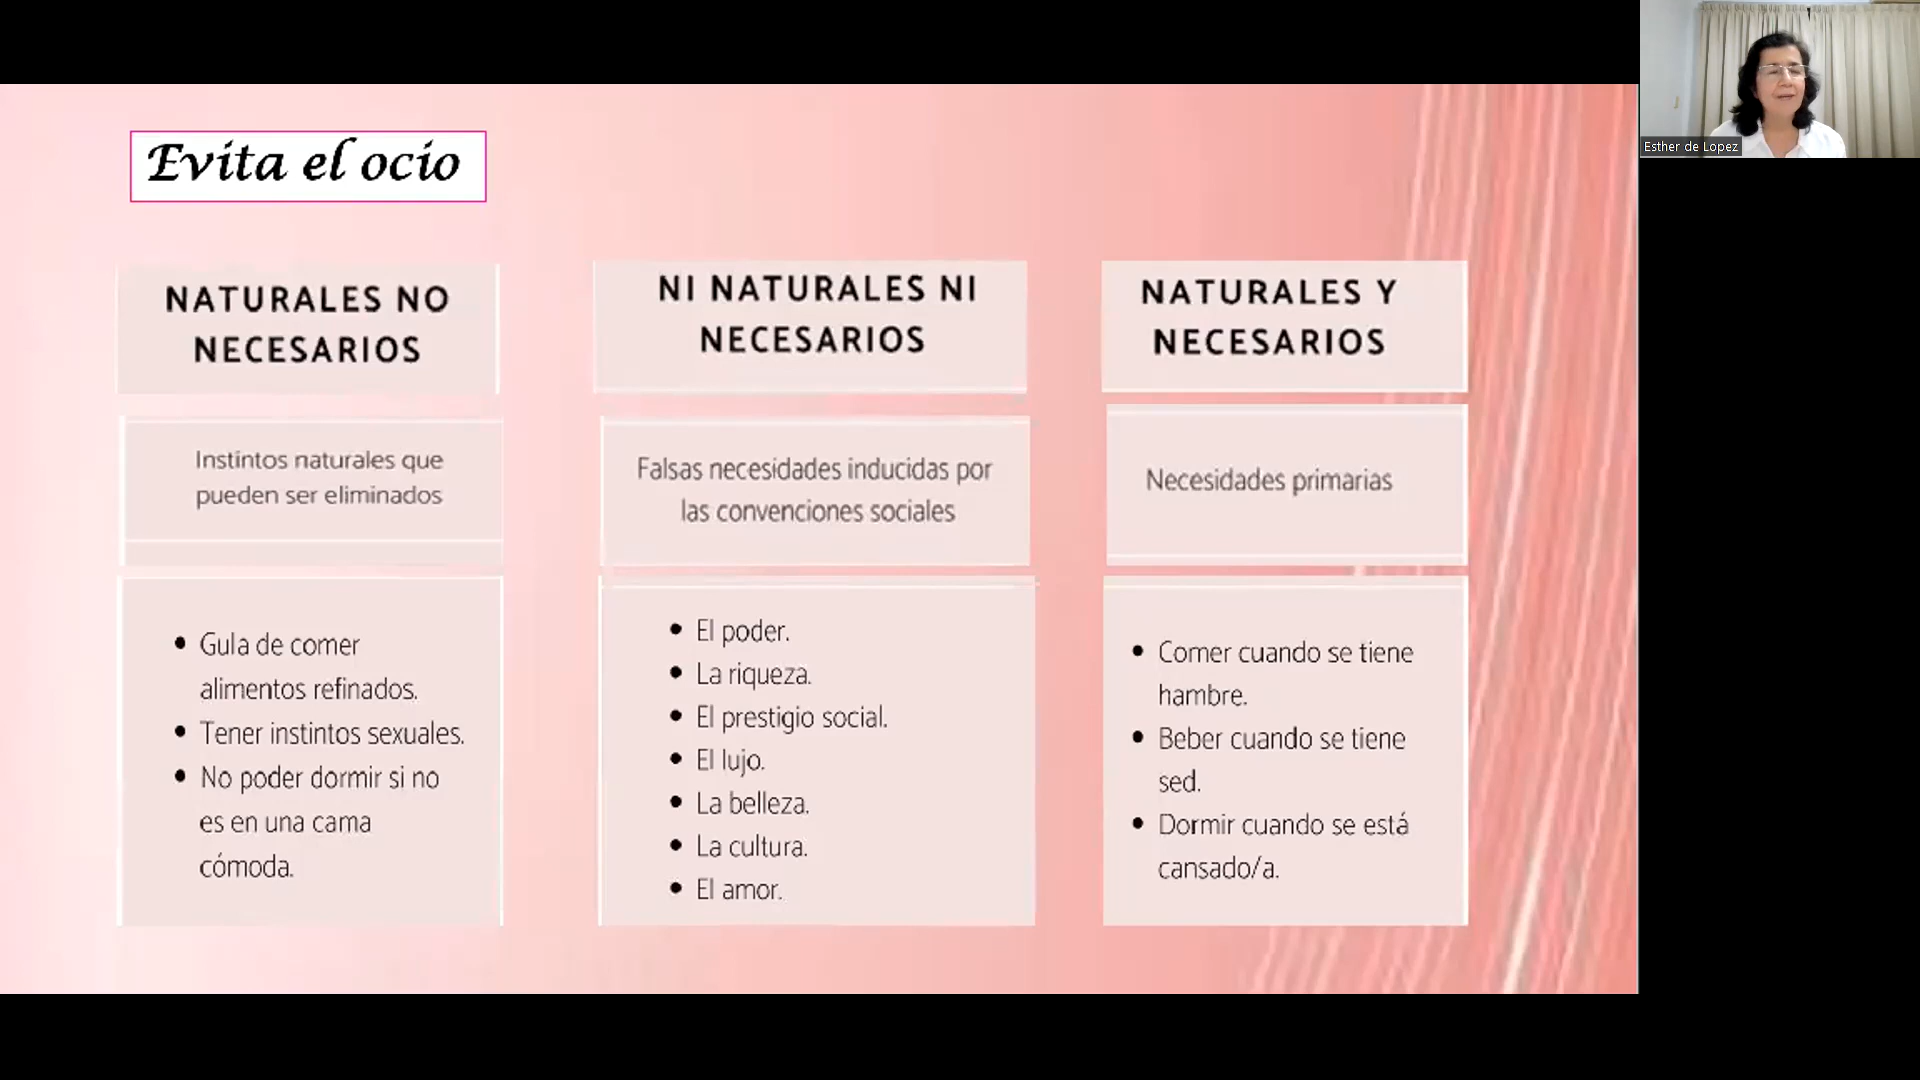 Evita el ocio
NATURALES NO
NECESARIOS
Instintos naturales que
pueden ser eliminados
• Gula de comer
alimentos refinados.
• Tener instintos sexuales.
• No poder dormir si no
es en una cama
cómoda.
NI NATURALES NI
NECESARIOS
Falsas necesidades inducidas por
las convenciones sociales
• El poder.
• La riqueza.
• El prestigio social.
• El lujo.
• La belleza.
• La cultura.
• El amor.
NATURALES Y
NECESARIOS
Necesidades primarias
• Comer cuando se tiene
hambre.
• Beber cuando se tiene
sed.
• Dormir cuando se está
cansado/a.
Esther de Lopez